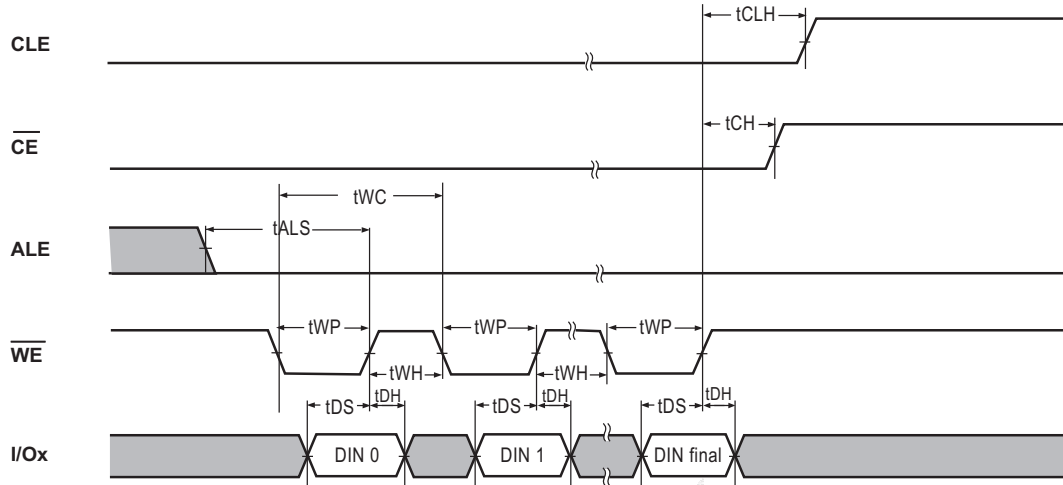 CLE
tCLH
CE
tCH
tWC
ALE
tALS
WE
tWP
tWP
tWP
tWH
tWH
tDS
tDH
tDS
tDH
tDS
tDH
I/Ox
DIN 0
DIN 1
DIN final